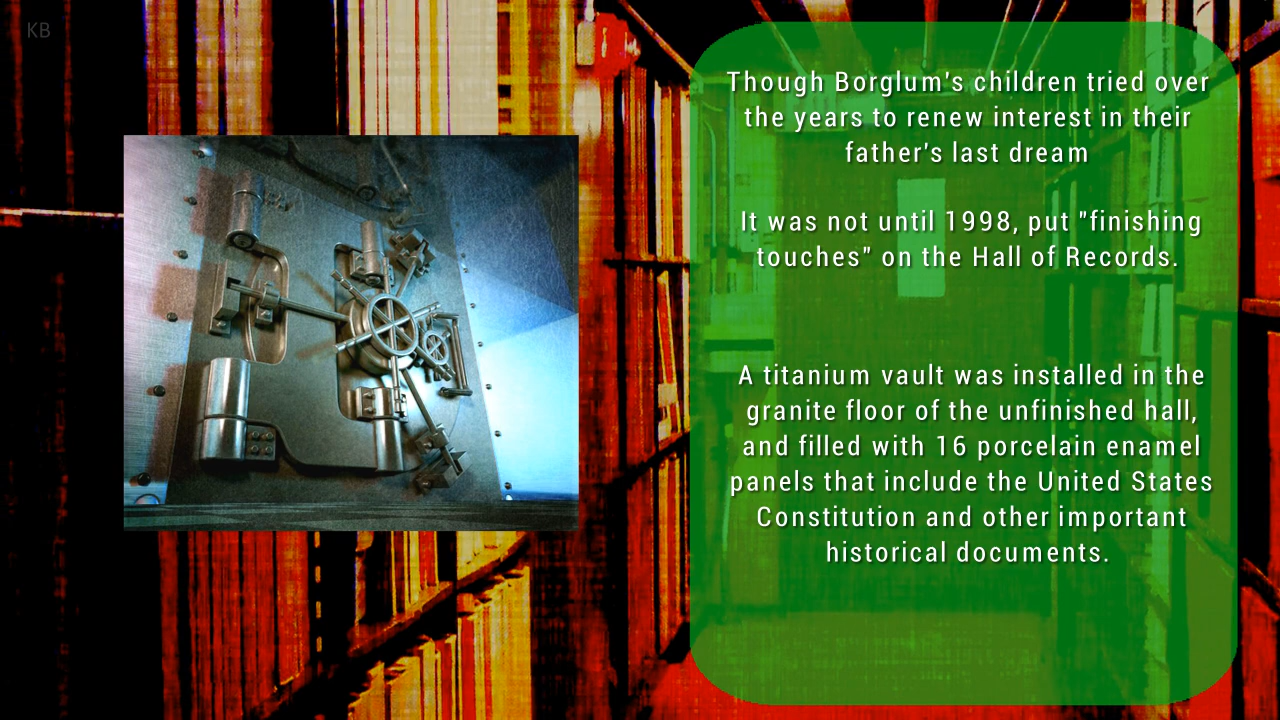 KB
Though Borglum's children tried over
the years to renew interest in their
father's last dream
It was not until 1998, put "finishing
touches" on the Hall of Records.
A titanium vault was installed in the
granite floor of the unfinished hall,
and filled with 16 porcelain enamel
panels that include the United States
Constitution and other important
historical documents.